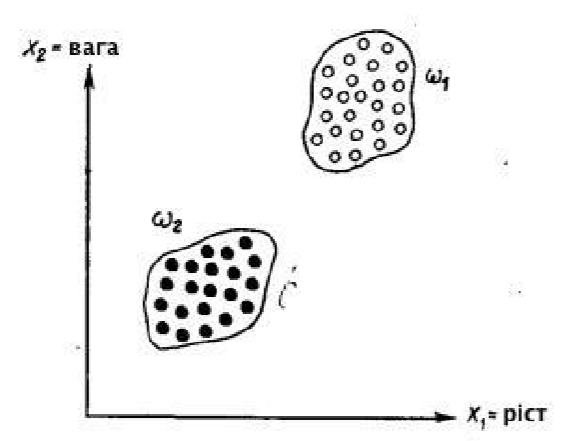 x₂ = вага
ω₁
ω₂
x₁ = ріст